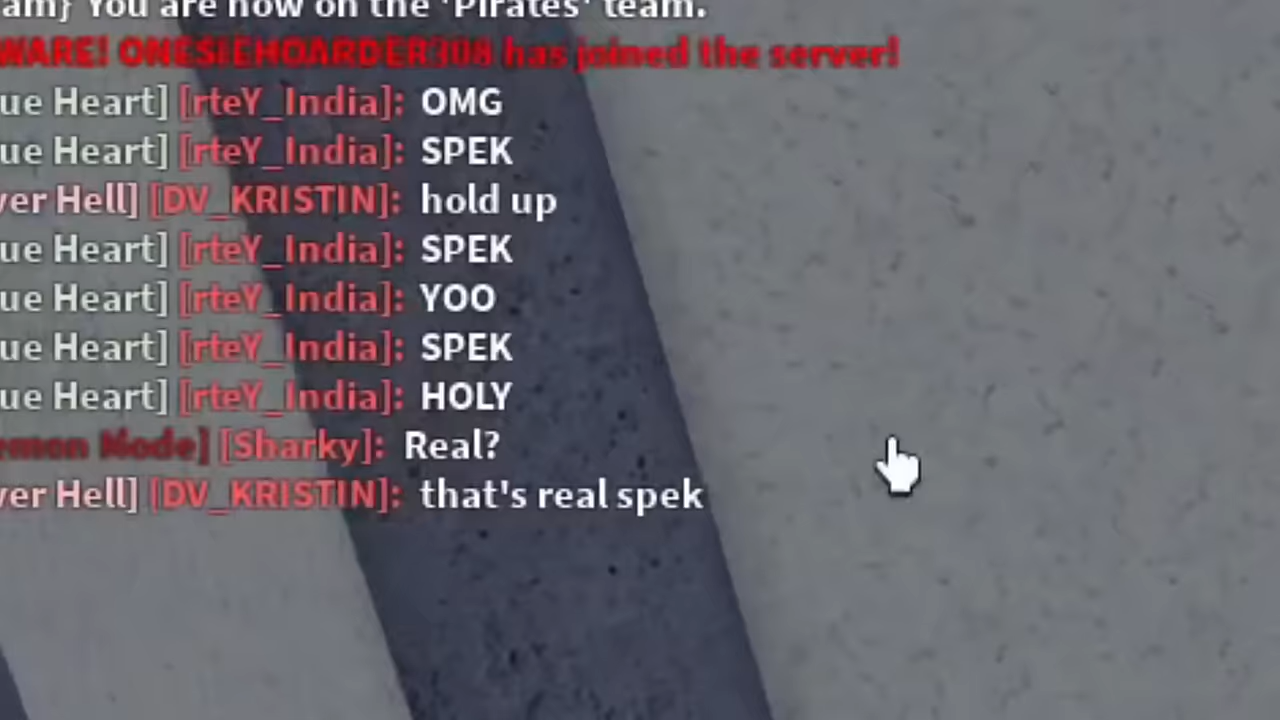 am} You are now on the 'Pirates' team.
WARE! ONESIEHOARDER308 has joined the server!
ue Heart] [rteY_India]: OMG
ue Heart] [rteY_India]: SPEK
ver Hell] [DV_KRISTIN]: hold up
ue Heart] [rteY_India]: SPEK
ue Heart] [rteY_India]: YOO
ue Heart] [rteY_India]: SPEK
ue Heart] [rteY_India]: HOLY
emon Mode] [Sharky]: Real?
ver Hell] [DV_KRISTIN]: that's real spek